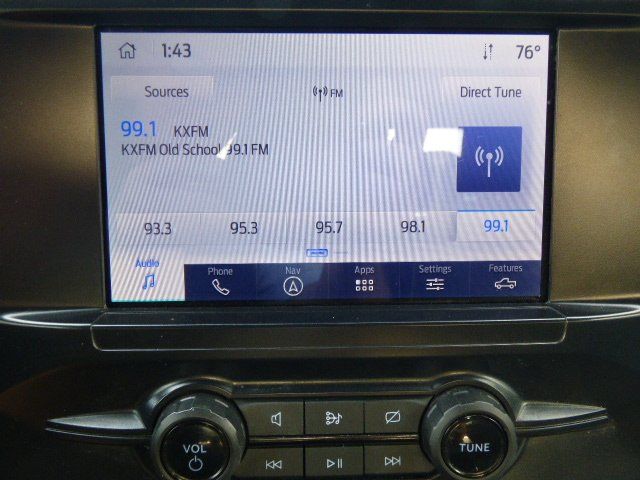 1:43 76°
Sources FM Direct Tune
99.1 KXFM
KXFM Old School 99.1 FM
93.3 95.3 95.7 98.1 99.1
Audio Phone Nav Apps Settings Features
VOL TUNE